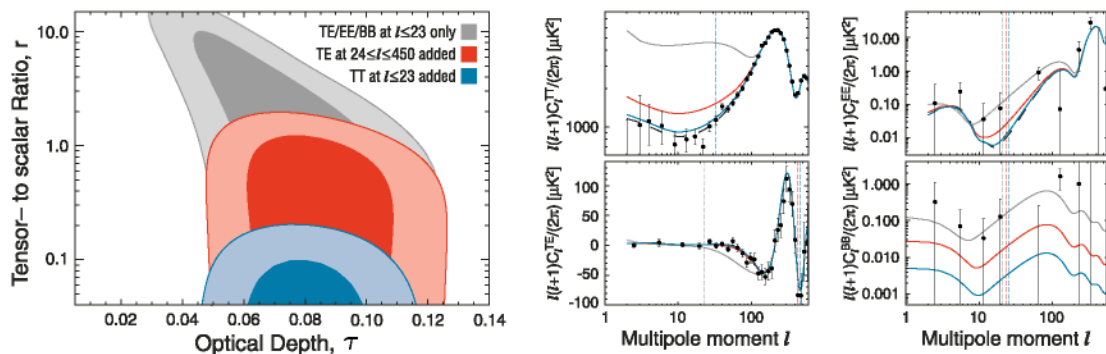 Tensor– to scalar Ratio, r
10.0
1.0
0.1
TE/EE/BB at l≤23 only
TE at 24≤l≤450 added
TT at l≤23 added
0.02 0.04 0.06 0.08 0.10 0.12 0.14
Optical Depth, τ
l(l+1)C_l^TT/(2π) [μK²]
1000
l(l+1)C_l^TE/(2π) [μK²]
100
50
0
-50
-100
1 10 100
Multipole moment l
l(l+1)C_l^EE/(2π) [μK²]
10.00
1.00
0.10
0.01
l(l+1)C_l^BB/(2π) [μK²]
1.000
0.100
0.010
0.001
1 10 100
Multipole moment l